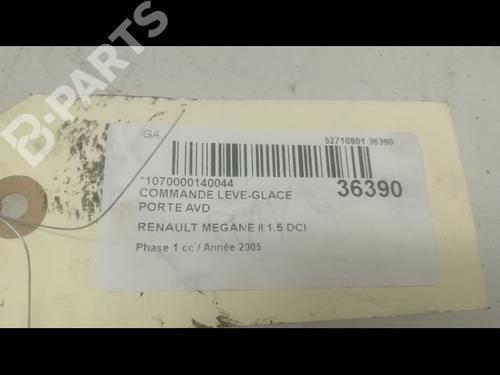 B-PARTS
GA
52710801 36390
*1070000140044
COMMANDE LEVE-GLACE
36390
PORTE AVD
RENAULT MEGANE II 1.5 DCI
Phase 1 cc / Année 2005